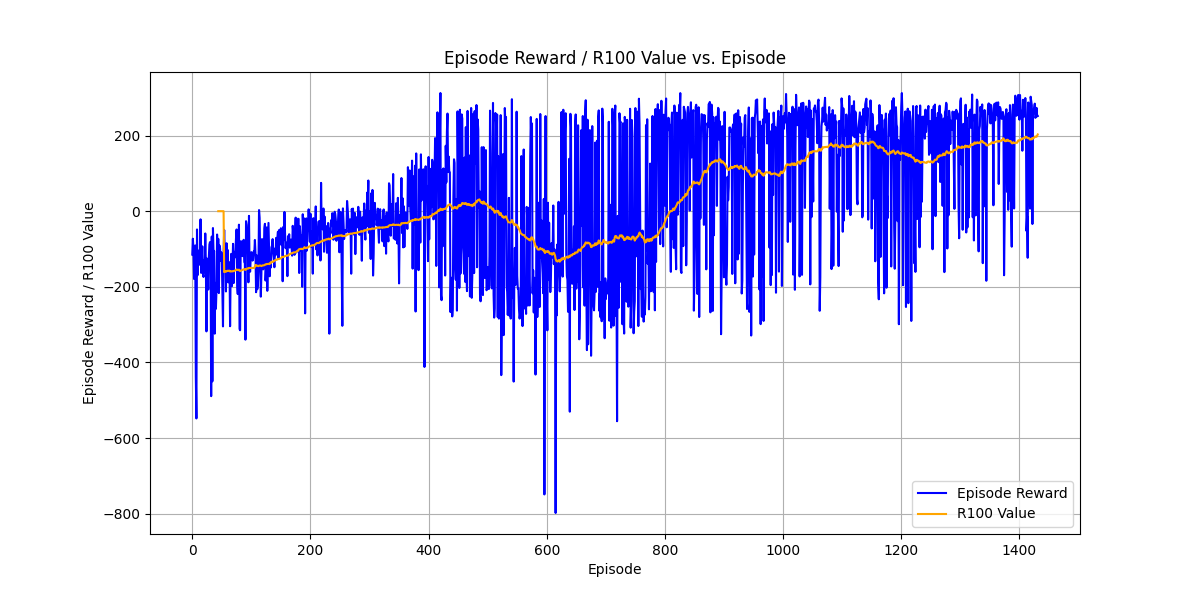 Episode Reward / R100 Value vs. Episode
Episode Reward / R100 Value
200
0
−200
−400
−600
−800
0 200 400 600 800 1000 1200 1400
Episode
Episode Reward
R100 Value